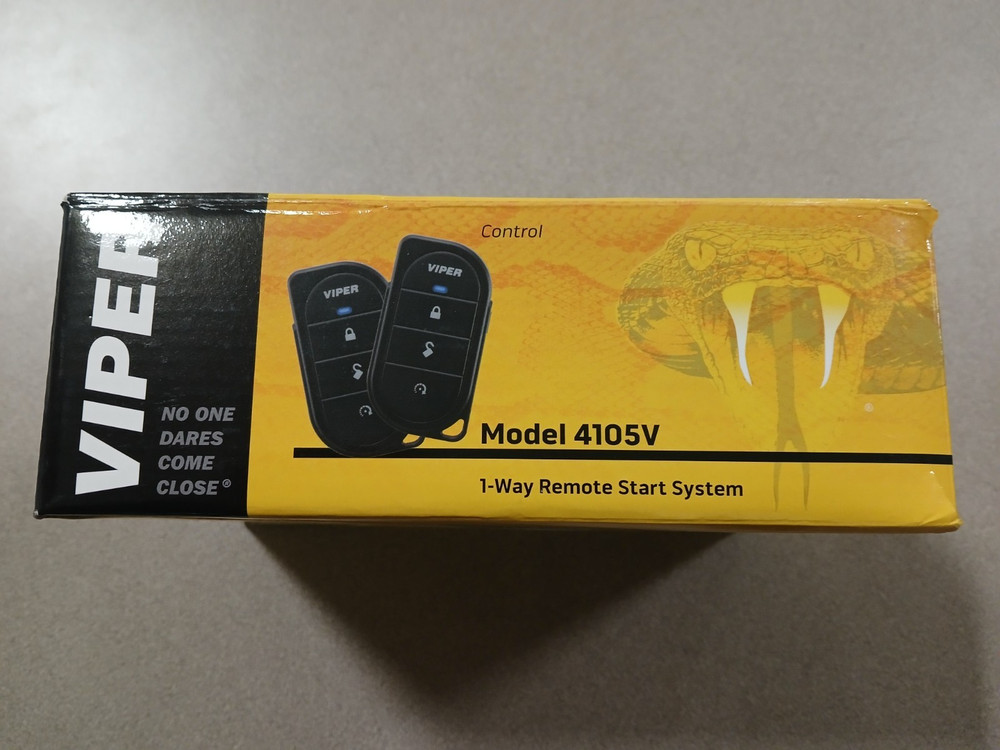 VIPER
NO ONE
DARES
COME
CLOSE®
Control
VIPER
VIPER
Model 4105V
1-Way Remote Start System
®